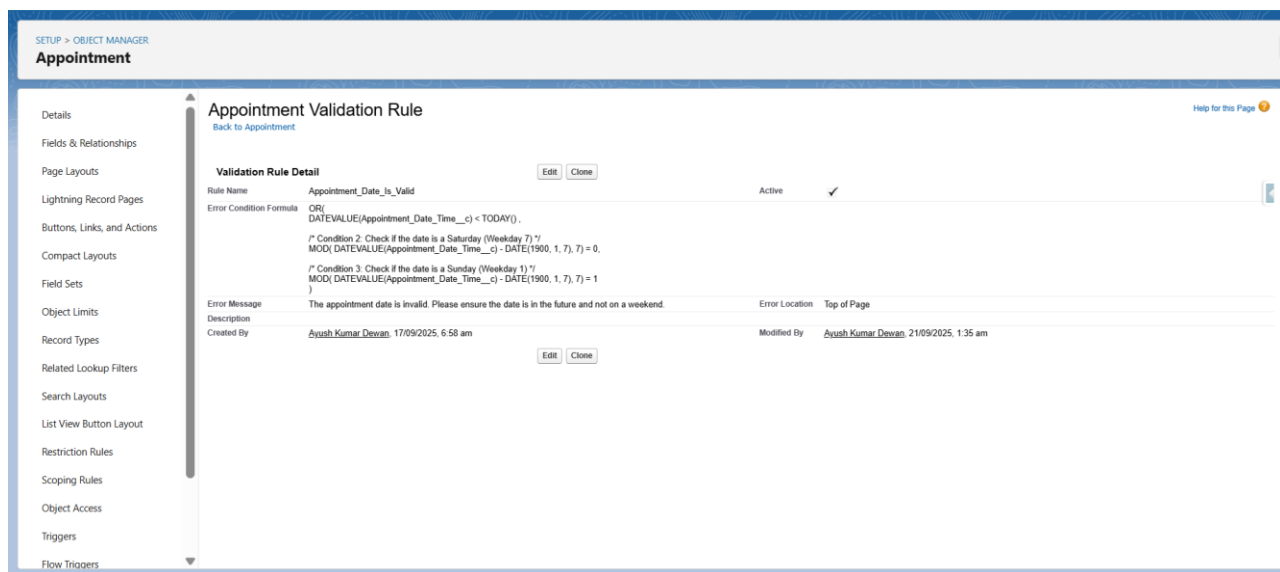 SETUP > OBJECT MANAGER
Appointment
Details
Fields & Relationships
Page Layouts
Lightning Record Pages
Buttons, Links, and Actions
Compact Layouts
Field Sets
Object Limits
Record Types
Related Lookup Filters
Search Layouts
List View Button Layout
Restriction Rules
Scoping Rules
Object Access
Triggers
Flow Triggers
Appointment Validation Rule
Back to Appointment
Help for this Page ?
Validation Rule Detail Edit Clone
Rule Name Appointment_Date_Is_Valid Active ✓
Error Condition Formula OR(
DATEVALUE(Appointment_Date_Time__c) < TODAY() ,
/* Condition 2: Check if the date is a Saturday (Weekday 7) */
MOD( DATEVALUE(Appointment_Date_Time__c) - DATE(1900, 1, 7), 7) = 0,
/* Condition 3: Check if the date is a Sunday (Weekday 1) */
MOD( DATEVALUE(Appointment_Date_Time__c) - DATE(1900, 1, 7), 7) = 1
)
Error Message The appointment date is invalid. Please ensure the date is in the future and not on a weekend. Error Location Top of Page
Description
Created By Ayush Kumar Dewan, 17/09/2025, 6:58 am Modified By Ayush Kumar Dewan, 21/09/2025, 1:35 am
Edit Clone